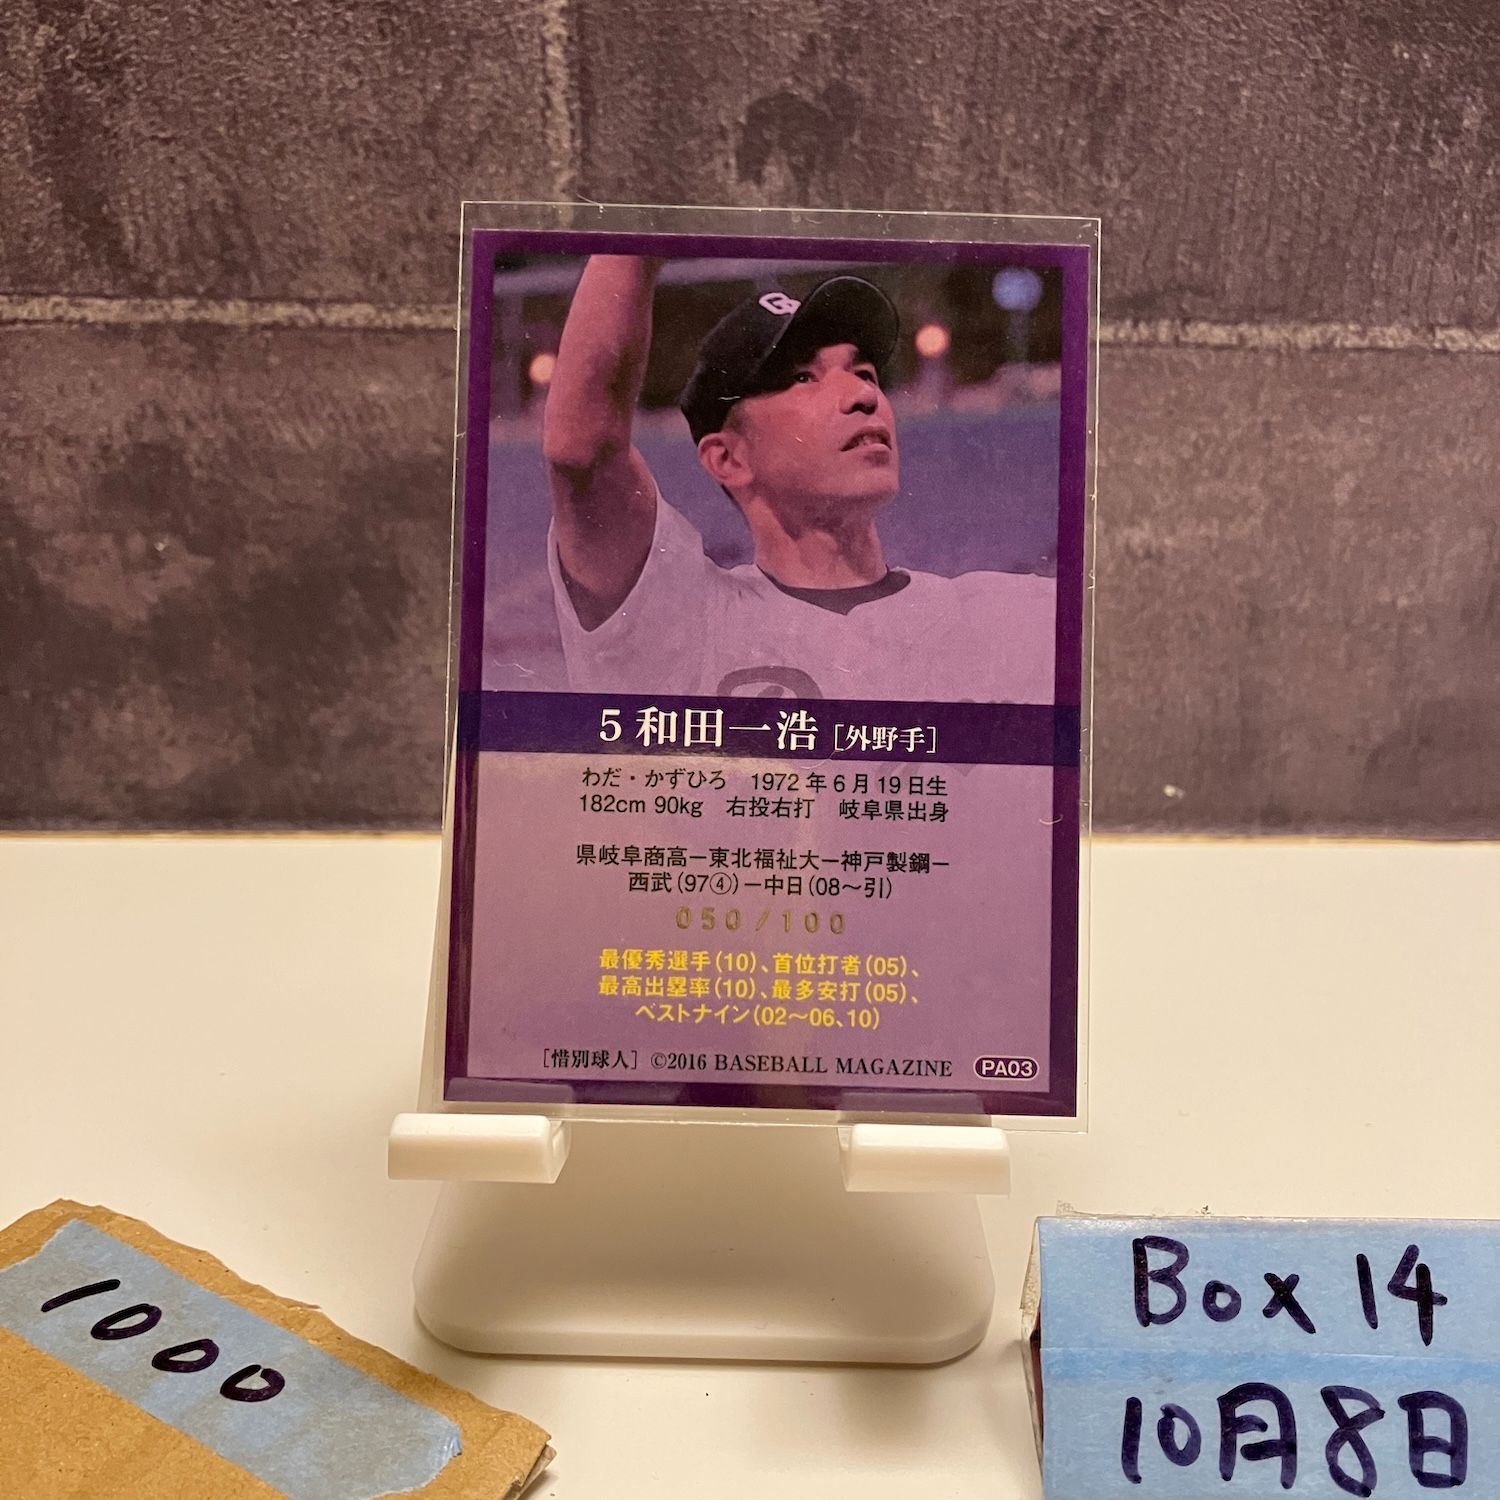 5 和田一浩 [外野手]
わだ・かずひろ 1972年6月19日生
182cm 90kg 右投右打 岐阜県出身
県岐阜商高ー東北福祉大ー神戸製鋼ー
西武(97④)ー中日(08〜引)
050/100
最優秀選手(10)、首位打者(05)、
最高出塁率(10)、最多安打(05)、
ベストナイン(02〜06、10)
[惜別球人] ©2016 BASEBALL MAGAZINE PA03
1000
Box 14
10月8日